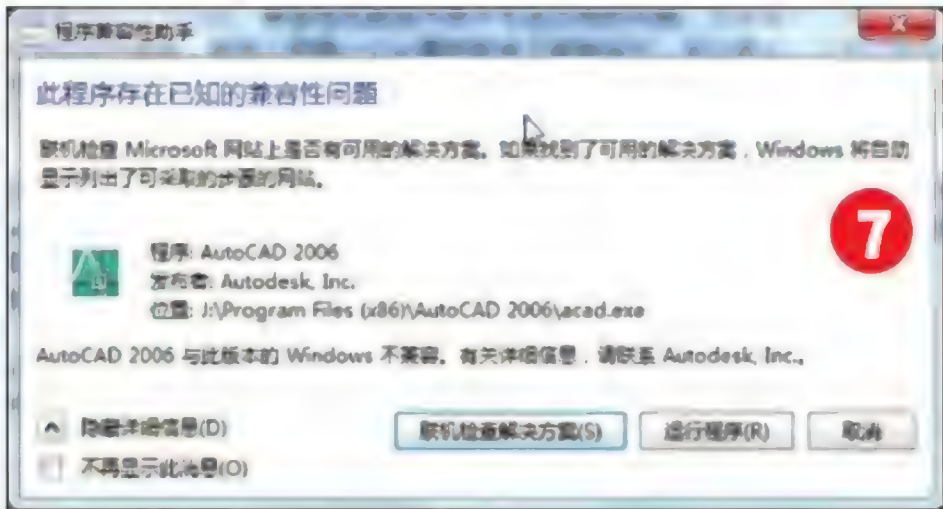 程序兼容性助手
此程序存在已知的兼容性问题
联机检查 Microsoft 网站上是否有可用的解决方案。如果找到了可用的解决方案，Windows 将自动
显示列出了可采取的步骤的网站。
7
程序: AutoCAD 2006
发布者: Autodesk, Inc.
位置: J:\Program Files (x86)\AutoCAD 2006\acad.exe
AutoCAD 2006 与此版本的 Windows 不兼容。有关详细信息，请联系 Autodesk, Inc.。
隐藏详细信息(D)
联机检查解决方案(S)
运行程序(R)
取消
不再显示此消息(O)